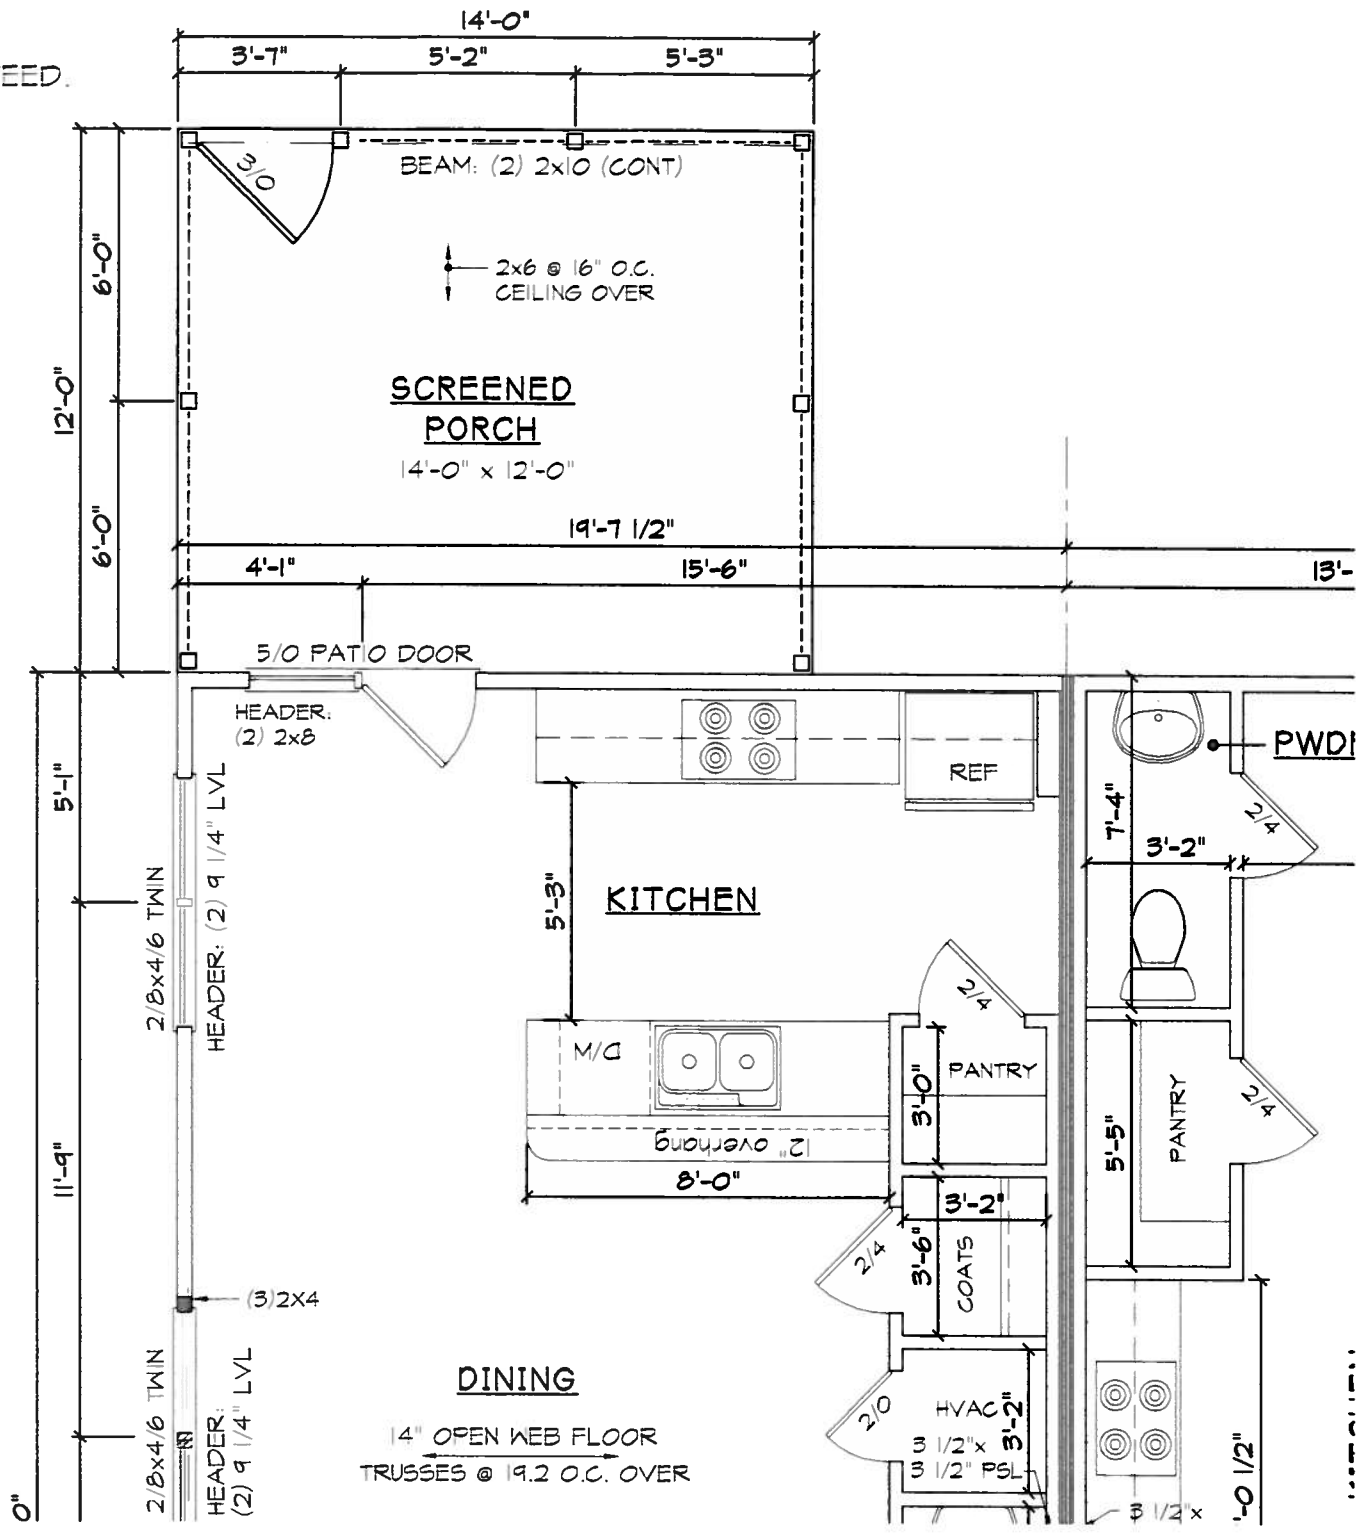 14'-0"
3'-7"
5'-2"
5'-3"
EED.
3/0
BEAM: (2) 2x10 (CONT)
6'-0"
2x6 @ 16" O.C.
CEILING OVER
12'-0"
SCREENED
PORCH
14'-0" x 12'-0"
6'-0"
19'-7 1/2"
4'-1"
15'-6"
13'-
5/0 PATIO DOOR
HEADER:
(2) 2x8
5'-1"
2/8x4/6 TWIN
HEADER: (2) 9 1/4" LVL
REF
7'-4"
3'-2"
2/4
5'-3"
KITCHEN
2/4
M/D
PANTRY
3'-0"
12" overhang
8'-0"
5'-5"
PANTRY
2/4
11'-9"
3'-2"
3'-6"
COATS
2/4
(3)2X4
DINING
14" OPEN WEB FLOOR
TRUSSES @ 19.2 O.C. OVER
2/8x4/6 TWIN
HEADER:
(2) 9 1/4" LVL
2/0
HVAC
3'-2"
3 1/2"x
3 1/2" PSL
3 1/2"x
'-0 1/2"
0"